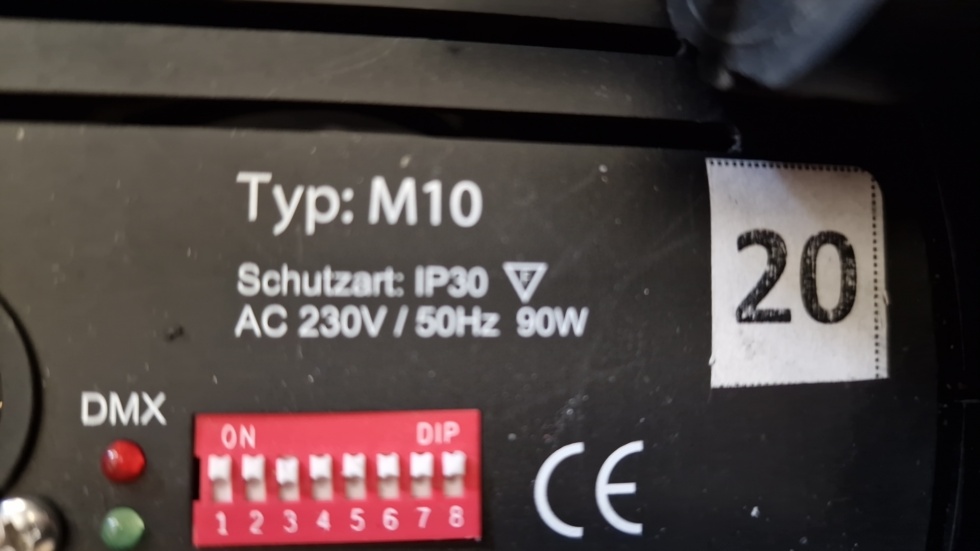 Typ: M10
20
Schutzart: IP30 F
AC 230V / 50Hz 90W
DMX
ON DIP
1 2 3 4 5 6 7 8
CE